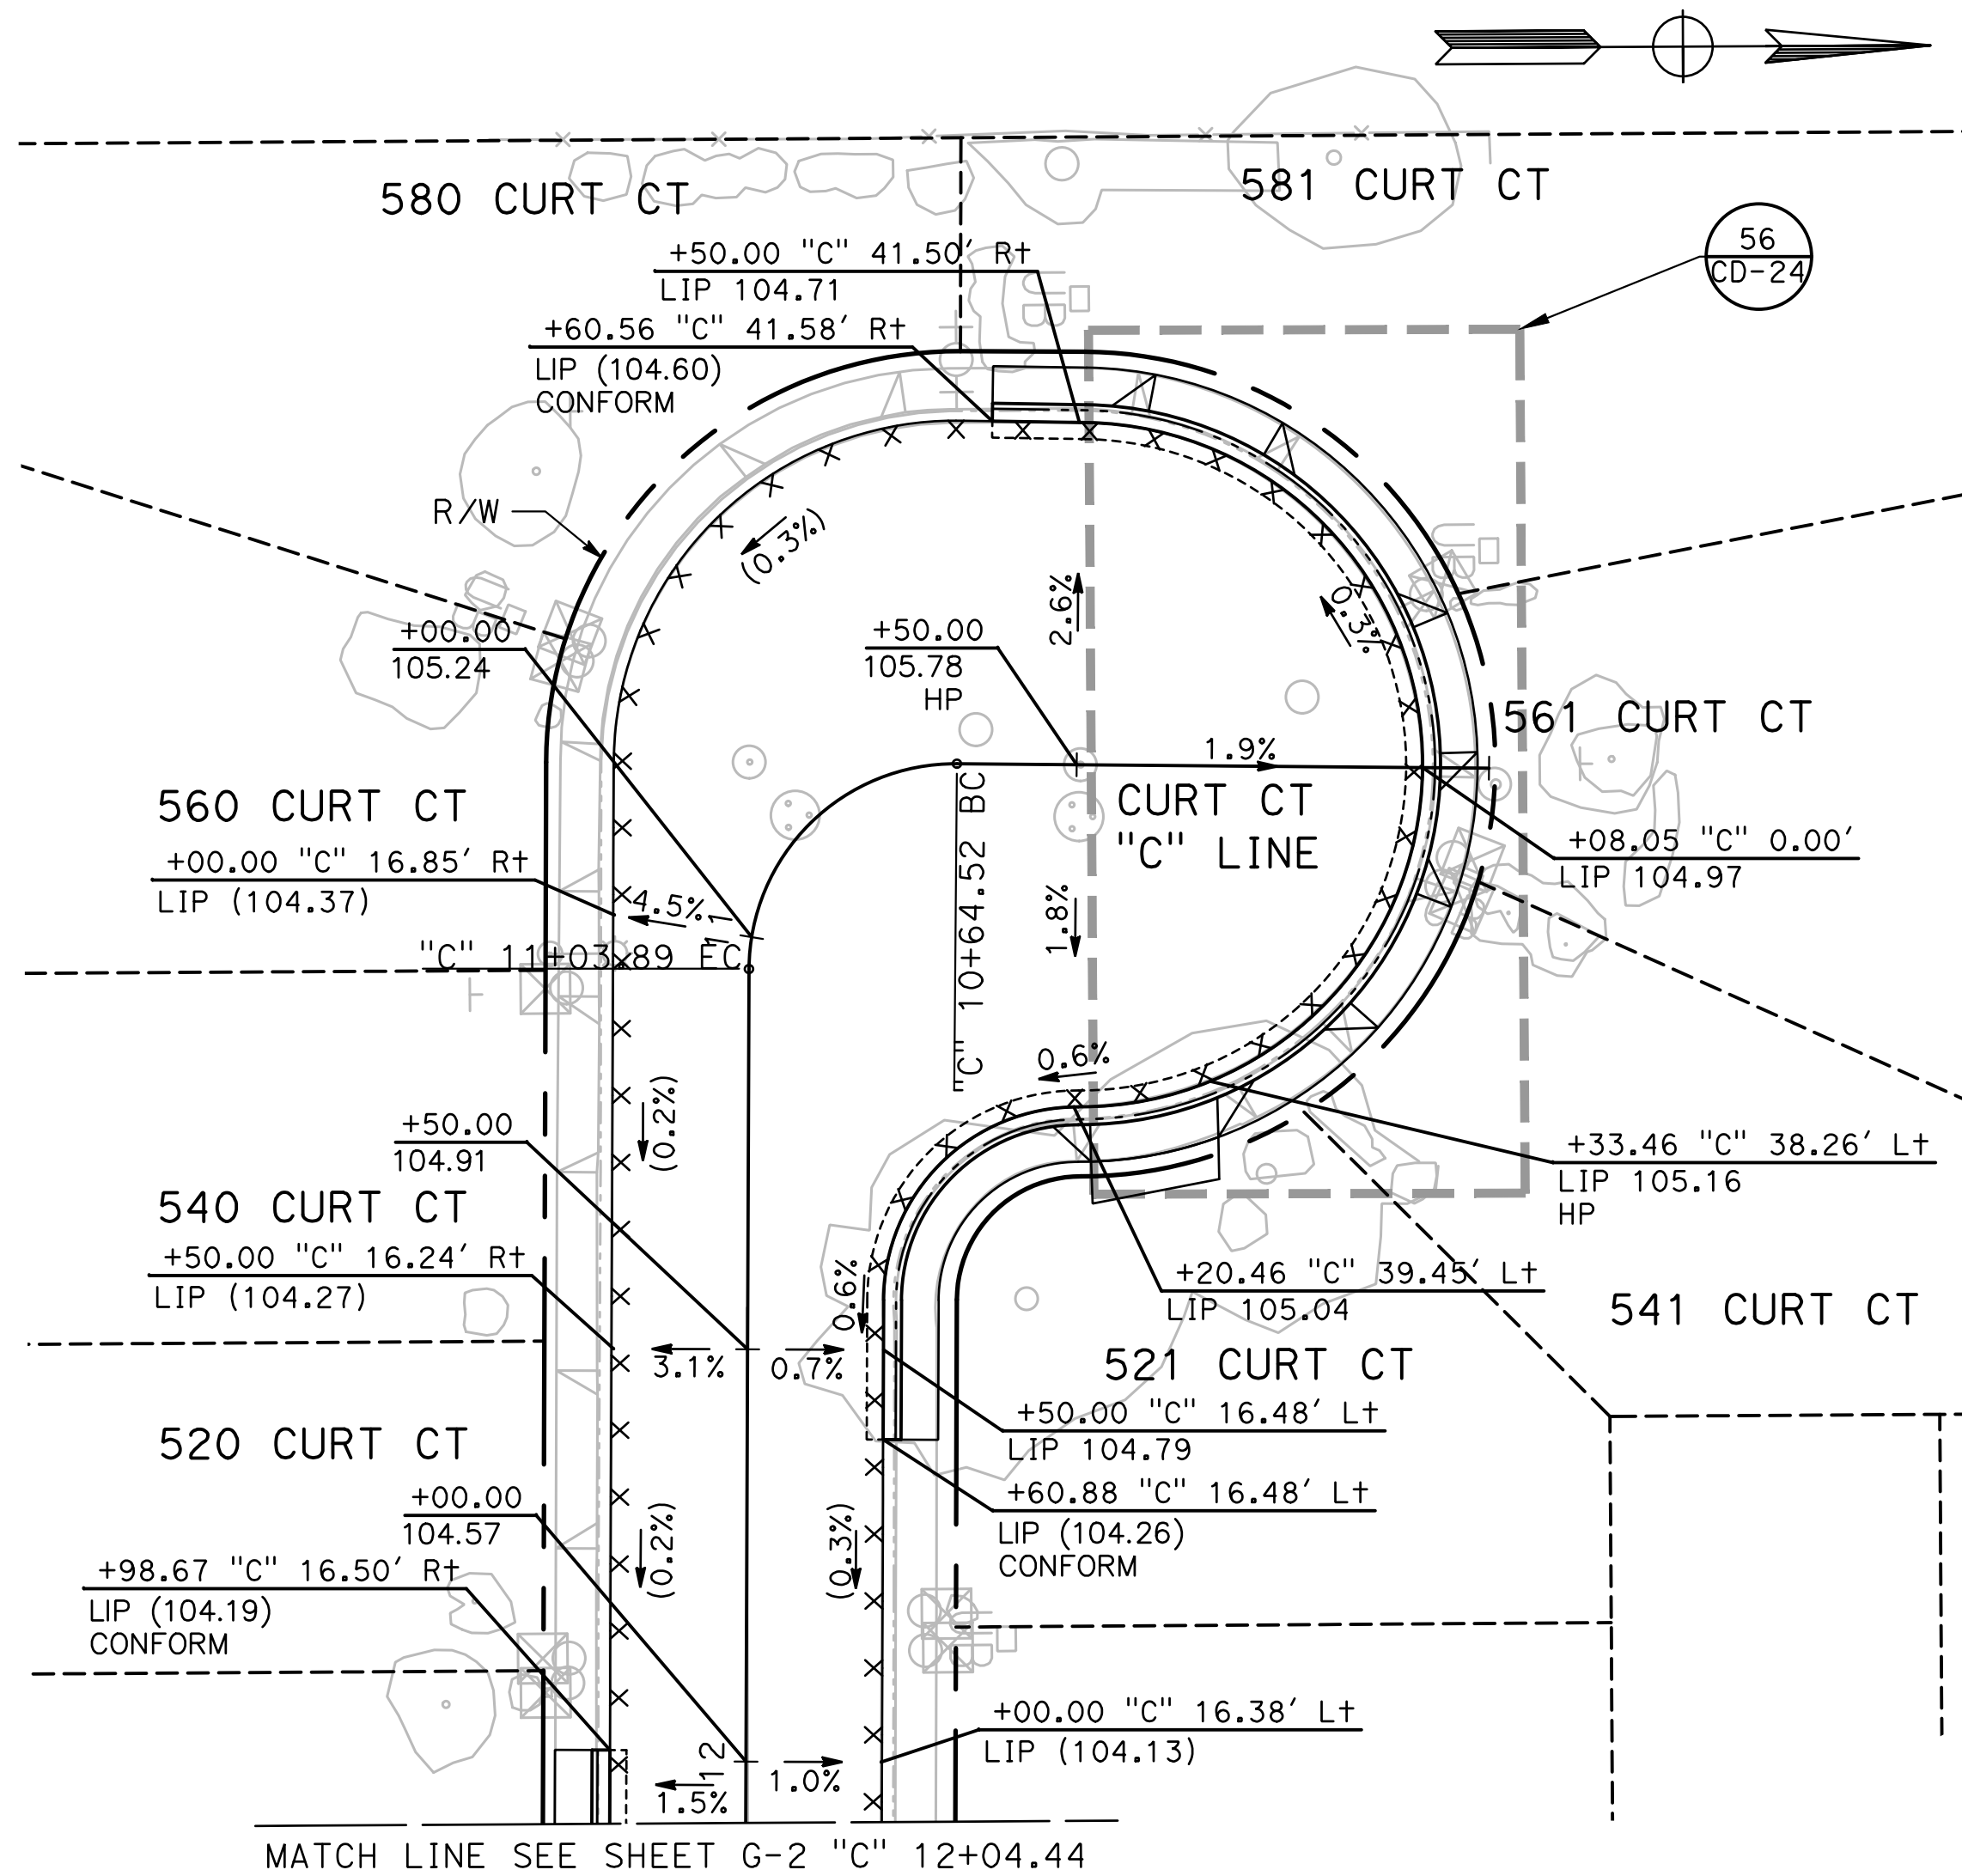 580 CURT CT
581 CURT CT
56
CD-24
+50.00 "C" 41.50' Rt
LIP 104.71
+60.56 "C" 41.58' Rt
LIP (104.60)
CONFORM
R/W
(0.3%)
+00.00
105.24
+50.00
105.78
HP
2.6%
0.3%
1.9%
561 CURT CT
CURT CT
"C" LINE
560 CURT CT
+00.00 "C" 16.85' Rt
LIP (104.37)
4.5%
11
"C" 11+03.89 EC
"C" 10+64.52 BC
1.8%
+08.05 "C" 0.00'
LIP 104.97
0.6%
(0.2%)
+50.00
104.91
+33.46 "C" 38.26' Lt
LIP 105.16
HP
540 CURT CT
+50.00 "C" 16.24' Rt
LIP (104.27)
0.6%
+20.46 "C" 39.45' Lt
LIP 105.04
541 CURT CT
3.1%
0.7%
521 CURT CT
+50.00 "C" 16.48' Lt
LIP 104.79
520 CURT CT
+00.00
104.57
+60.88 "C" 16.48' Lt
LIP (104.26)
CONFORM
(0.2%)
(0.3%)
+98.67 "C" 16.50' Rt
LIP (104.19)
CONFORM
+00.00 "C" 16.38' Lt
LIP (104.13)
12
1.0%
1.5%
MATCH LINE SEE SHEET G-2 "C" 12+04.44